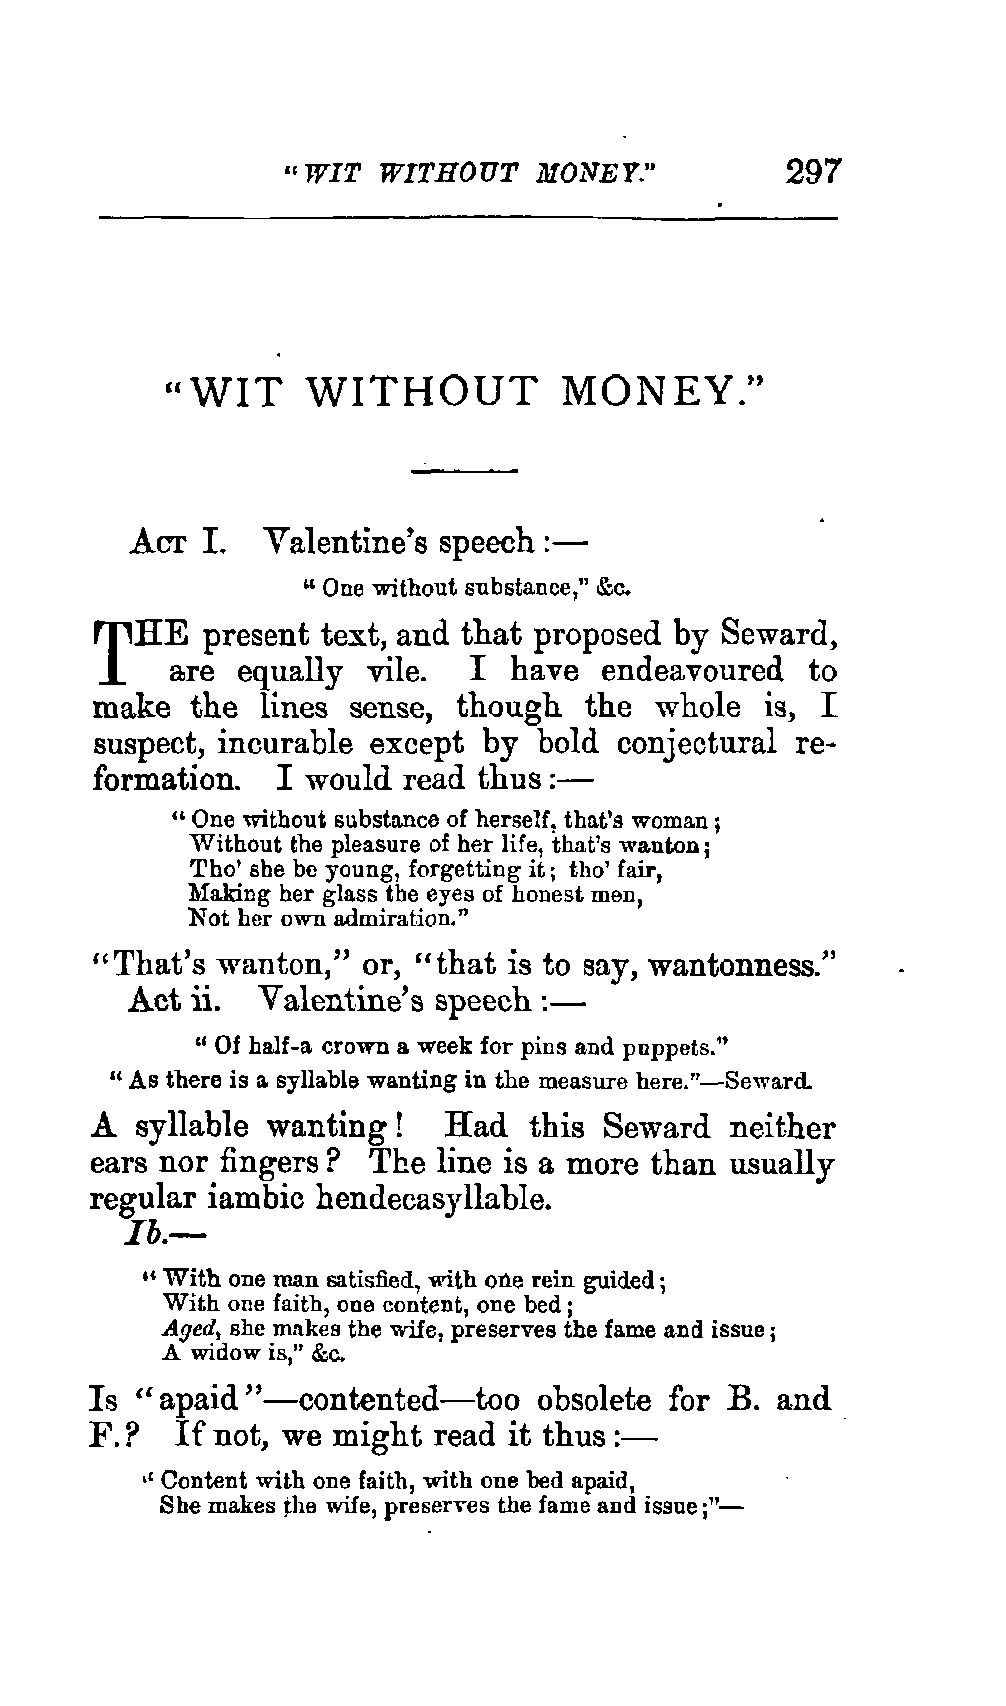 "WIT WITHOUT MONEY." 297
"WIT WITHOUT MONEY."
ACT I. Valentine's speech :—
"One without substance," &c.
THE present text, and that proposed by Seward,
are equally vile. I have endeavoured to
make the lines sense, though the whole is, I
suspect, incurable except by bold conjectural re-
formation. I would read thus :—
"One without substance of herself, that's woman ;
Without the pleasure of her life, that's wanton ;
Tho' she be young, forgetting it ; tho' fair,
Making her glass the eyes of honest men,
Not her own admiration."
"That's wanton," or, "that is to say, wantonness."
Act ii. Valentine's speech :—
"Of half-a crown a week for pins and puppets."
"As there is a syllable wanting in the measure here."—Seward.
A syllable wanting ! Had this Seward neither
ears nor fingers ? The line is a more than usually
regular iambic hendecasyllable.
Ib.—
"With one man satisfied, with one rein guided ;
With one faith, one content, one bed ;
Aged, she makes the wife, preserves the fame and issue ;
A widow is," &c.
Is "apaid"—contented—too obsolete for B. and
F.? If not, we might read it thus :—
"Content with one faith, with one bed apaid,
She makes the wife, preserves the fame and issue ;"—